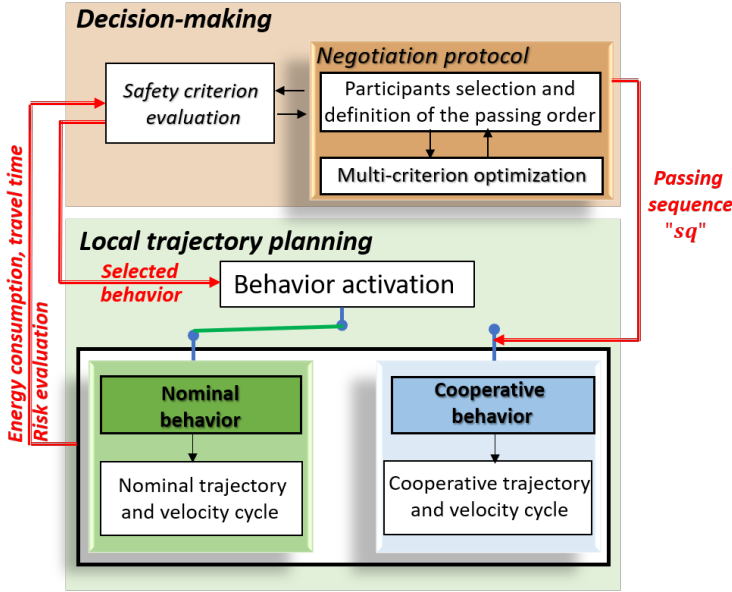 Decision-making
Negotiation protocol
Safety criterion
evaluation
Participants selection and
definition of the passing order
Multi-criterion optimization
Passing
sequence
"sq"
Energy consumption, travel time
Risk evaluation
Local trajectory planning
Selected
behavior
Behavior activation
Nominal
behavior
Nominal trajectory
and velocity cycle
Cooperative
behavior
Cooperative trajectory
and velocity cycle